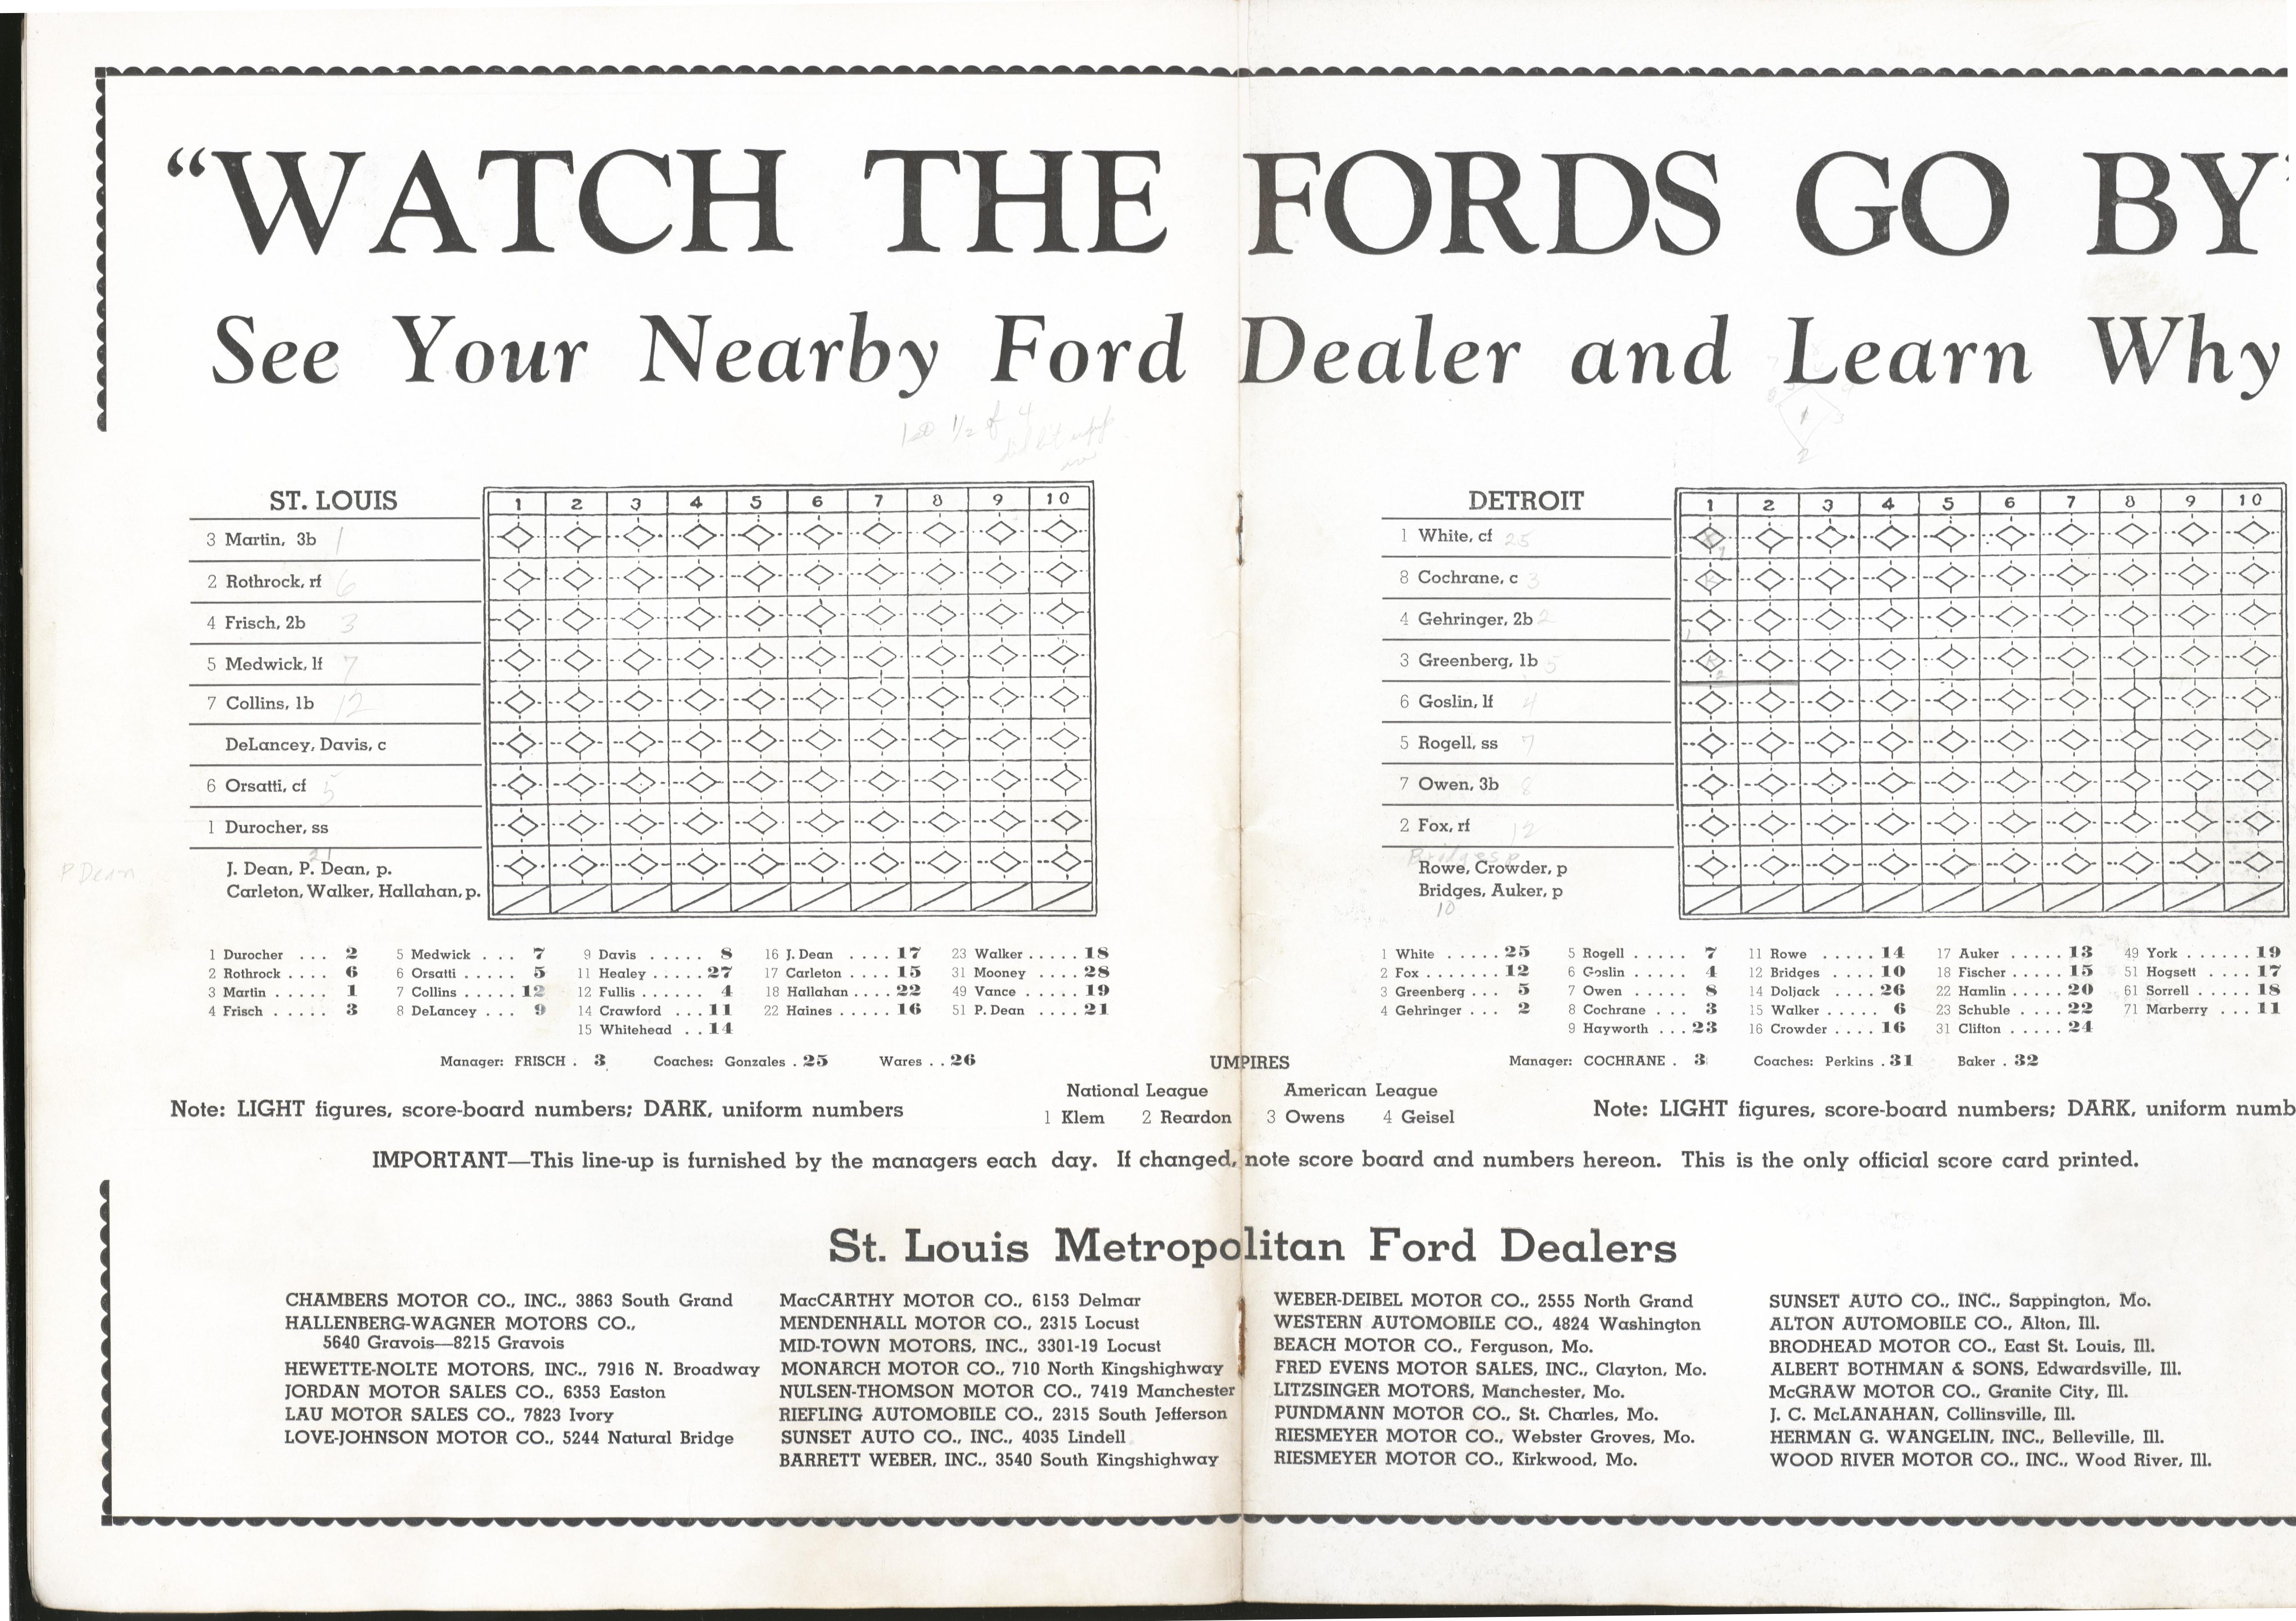 "WATCH THE FORDS GO BY"
See Your Nearby Ford Dealer and Learn Why
1st 1/2 of 4
ST. LOUIS 1 2 3 4 5 6 7 8 9 10
3 Martin, 3b 1
2 Rothrock, rf 6
4 Frisch, 2b 3
5 Medwick, lf 7
7 Collins, 1b 12
DeLancey, Davis, c
6 Orsatti, cf 5
1 Durocher, ss
21
J. Dean, P. Dean, p.
P Dean
Carleton, Walker, Hallahan, p.
1 Durocher ... 2 5 Medwick ... 7 9 Davis ..... 8 16 J. Dean .... 17 23 Walker ..... 18
2 Rothrock .... 6 6 Orsatti ..... 5 11 Healey ..... 27 17 Carleton .... 15 31 Mooney .... 28
3 Martin ..... 1 7 Collins ..... 12 12 Fullis ...... 4 18 Hallahan .... 22 49 Vance ..... 19
4 Frisch ..... 3 8 DeLancey ... 9 14 Crawford ... 11 22 Haines ..... 16 51 P. Dean .... 21
15 Whitehead .. 14
Manager: FRISCH . 3 Coaches: Gonzales . 25 Wares .. 26
Note: LIGHT figures, score-board numbers; DARK, uniform numbers
DETROIT 1 2 3 4 5 6 7 8 9 10
1 White, cf 25
8 Cochrane, c 3
4 Gehringer, 2b 2
3 Greenberg, 1b 5
6 Goslin, lf 4
5 Rogell, ss 7
7 Owen, 3b 8
2 Fox, rf 12
Bridges p
Rowe, Crowder, p
Bridges, Auker, p
10
1 White ..... 25 5 Rogell ..... 7 11 Rowe ..... 14 17 Auker ..... 13 49 York ...... 19
2 Fox ....... 12 6 Goslin ..... 4 12 Bridges .... 10 18 Fischer .... 15 51 Hogsett .... 17
3 Greenberg ... 5 7 Owen ..... 8 14 Doljack .... 26 22 Hamlin ..... 20 61 Sorrell ..... 18
4 Gehringer ... 2 8 Cochrane ... 3 15 Walker ..... 6 23 Schuble .... 22 71 Marberry ... 11
9 Hayworth ... 23 16 Crowder .... 16 31 Clifton .... 24
Manager: COCHRANE . 3 Coaches: Perkins . 31 Baker . 32
UMPIRES
National League American League
1 Klem 2 Reardon 3 Owens 4 Geisel
Note: LIGHT figures, score-board numbers; DARK, uniform numb
IMPORTANT—This line-up is furnished by the managers each day. If changed, note score board and numbers hereon. This is the only official score card printed.
St. Louis Metropolitan Ford Dealers
CHAMBERS MOTOR CO., INC., 3863 South Grand
HALLENBERG-WAGNER MOTORS CO.,
5640 Gravois—8215 Gravois
HEWETTE-NOLTE MOTORS, INC., 7916 N. Broadway
JORDAN MOTOR SALES CO., 6353 Easton
LAU MOTOR SALES CO., 7823 Ivory
LOVE-JOHNSON MOTOR CO., 5244 Natural Bridge
MacCARTHY MOTOR CO., 6153 Delmar
MENDENHALL MOTOR CO., 2315 Locust
MID-TOWN MOTORS, INC., 3301-19 Locust
MONARCH MOTOR CO., 710 North Kingshighway
NULSEN-THOMSON MOTOR CO., 7419 Manchester
RIEFLING AUTOMOBILE CO., 2315 South Jefferson
SUNSET AUTO CO., INC., 4035 Lindell
BARRETT WEBER, INC., 3540 South Kingshighway
WEBER-DEIBEL MOTOR CO., 2555 North Grand
WESTERN AUTOMOBILE CO., 4824 Washington
BEACH MOTOR CO., Ferguson, Mo.
FRED EVENS MOTOR SALES, INC., Clayton, Mo.
LITZSINGER MOTORS, Manchester, Mo.
PUNDMANN MOTOR CO., St. Charles, Mo.
RIESMEYER MOTOR CO., Webster Groves, Mo.
RIESMEYER MOTOR CO., Kirkwood, Mo.
SUNSET AUTO CO., INC., Sappington, Mo.
ALTON AUTOMOBILE CO., Alton, Ill.
BRODHEAD MOTOR CO., East St. Louis, Ill.
ALBERT BOTHMAN & SONS, Edwardsville, Ill.
McGRAW MOTOR CO., Granite City, Ill.
J. C. McLANAHAN, Collinsville, Ill.
HERMAN G. WANGELIN, INC., Belleville, Ill.
WOOD RIVER MOTOR CO., INC., Wood River, Ill.